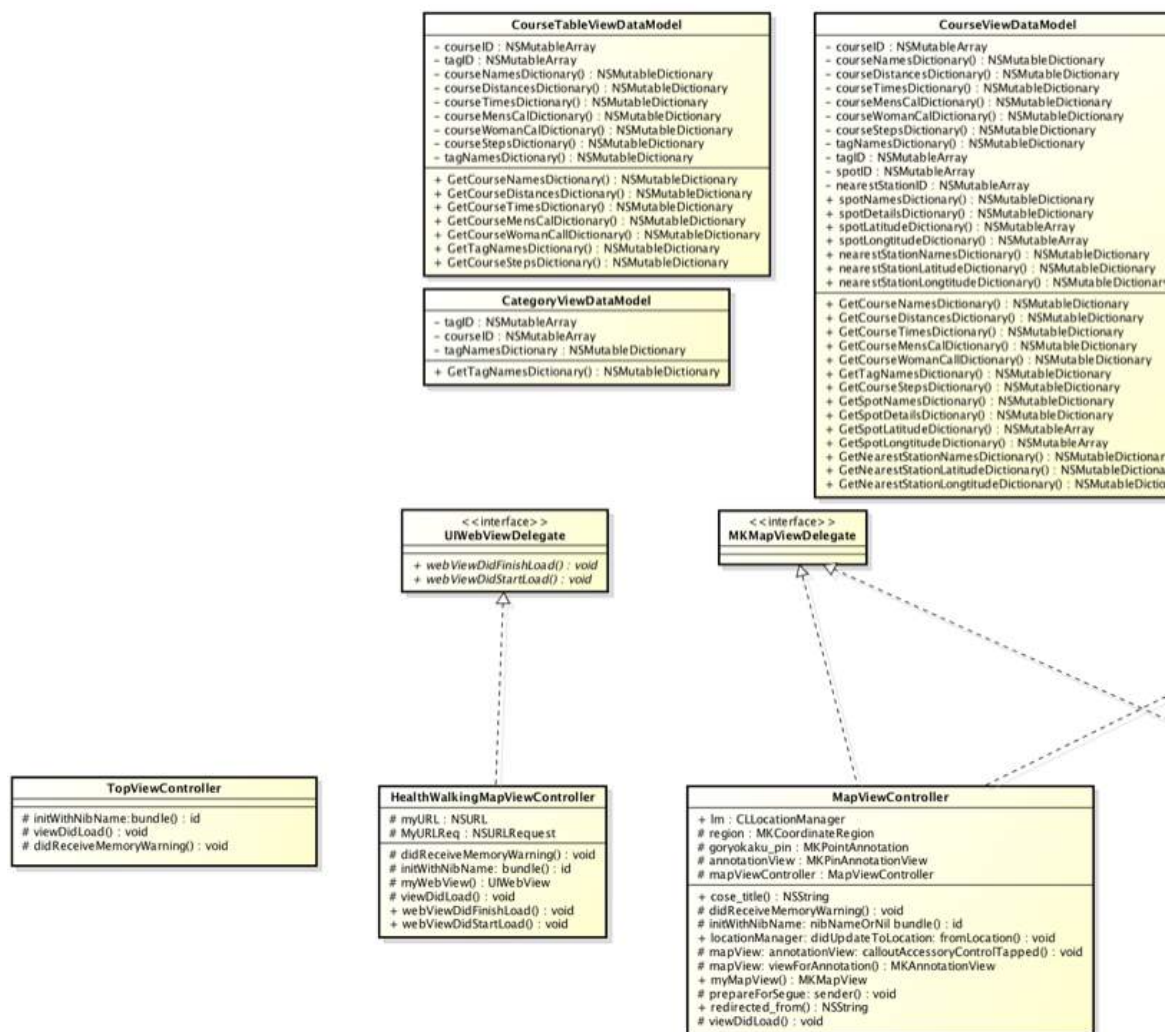 CourseTableViewDataModel
- courseID : NSMutableArray
- tagID : NSMutableArray
- courseNamesDictionary() : NSMutableDictionary
- courseDistancesDictionary() : NSMutableDictionary
- courseTimesDictionary() : NSMutableDictionary
- courseMensCalDictionary() : NSMutableDictionary
- courseWomanCalDictionary() : NSMutableDictionary
- courseStepsDictionary() : NSMutableDictionary
- tagNamesDictionary() : NSMutableDictionary
+ GetCourseNamesDictionary() : NSMutableDictionary
+ GetCourseDistancesDictionary() : NSMutableDictionary
+ GetCourseTimesDictionary() : NSMutableDictionary
+ GetCourseMensCalDictionary() : NSMutableDictionary
+ GetCourseWomanCallDictionary() : NSMutableDictionary
+ GetTagNamesDictionary() : NSMutableDictionary
+ GetCourseStepsDictionary() : NSMutableDictionary
CourseViewDataModel
- courseID : NSMutableArray
- courseNamesDictionary() : NSMutableDictionary
- courseDistancesDictionary() : NSMutableDictionary
- courseTimesDictionary() : NSMutableDictionary
- courseMensCalDictionary() : NSMutableDictionary
- courseWomanCalDictionary() : NSMutableDictionary
- courseStepsDictionary() : NSMutableDictionary
- tagNamesDictionary() : NSMutableDictionary
- tagID : NSMutableArray
- spotID : NSMutableArray
- nearestStationID : NSMutableArray
+ spotNamesDictionary() : NSMutableDictionary
+ spotDetailsDictionary() : NSMutableDictionary
+ spotLatitudeDictionary() : NSMutableArray
+ spotLongtitudeDictionary() : NSMutableArray
+ nearestStationNamesDictionary() : NSMutableDictionary
+ nearestStationLatitudeDictionary() : NSMutableDictionary
+ nearestStationLongtitudeDictionary() : NSMutableDictionary
+ GetCourseNamesDictionary() : NSMutableDictionary
+ GetCourseDistancesDictionary() : NSMutableDictionary
+ GetCourseTimesDictionary() : NSMutableDictionary
+ GetCourseMensCalDictionary() : NSMutableDictionary
+ GetCourseWomanCallDictionary() : NSMutableDictionary
+ GetTagNamesDictionary() : NSMutableDictionary
+ GetCourseStepsDictionary() : NSMutableDictionary
+ GetSpotNamesDictionary() : NSMutableDictionary
+ GetSpotDetailsDictionary() : NSMutableDictionary
+ GetSpotLatitudeDictionary() : NSMutableArray
+ GetSpotLongtitudeDictionary() : NSMutableArray
+ GetNearestStationNamesDictionary() : NSMutableDictionar
+ GetNearestStationLatitudeDictionary() : NSMutableDictiona
+ GetNearestStationLongtitudeDictionary() : NSMutableDictio
CategoryViewDataModel
- tagID : NSMutableArray
- courseID : NSMutableArray
- tagNamesDictionary : NSMutableDictionary
+ GetTagNamesDictionary() : NSMutableDictionary
<<interface>>
UIWebViewDelegate
+ webViewDidFinishLoad() : void
+ webViewDidStartLoad() : void
<<interface>>
MKMapViewDelegate
TopViewController
# initWithNibName:bundle() : id
# viewDidLoad() : void
# didReceiveMemoryWarning() : void
HealthWalkingMapViewController
# myURL : NSURL
# MyURLReq : NSURLRequest
# didReceiveMemoryWarning() : void
# initWithNibName: bundle() : id
# myWebView() : UIWebView
# viewDidLoad() : void
+ webViewDidFinishLoad() : void
+ webViewDidStartLoad() : void
MapViewController
+ lm : CLLocationManager
# region : MKCoordinateRegion
# goryokaku_pin : MKPointAnnotation
# annotationView : MKPinAnnotationView
# mapViewController : MapViewController
+ cose_title() : NSString
# didReceiveMemoryWarning() : void
# initWithNibName: nibNameOrNil bundle() : id
+ locationManager: didUpdateToLocation: fromLocation() : void
# mapView: annotationView: calloutAccessoryControlTapped() : void
# mapView: viewForAnnotation() : MKAnnotationView
+ myMapView() : MKMapView
# prepareForSegue: sender() : void
+ redirected_from() : NSString
# viewDidLoad() : void